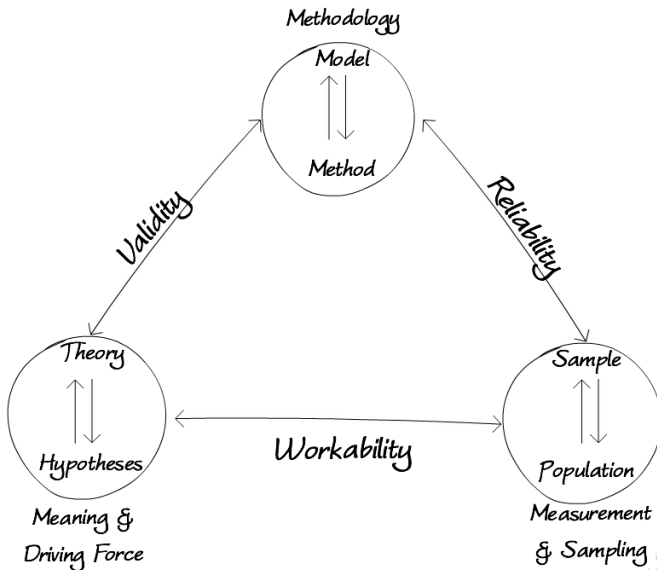 Methodology
Model
Method
Validity
Reliability
Theory
Hypotheses
Meaning &
Driving Force
Workability
Sample
Population
Measurement
& Sampling